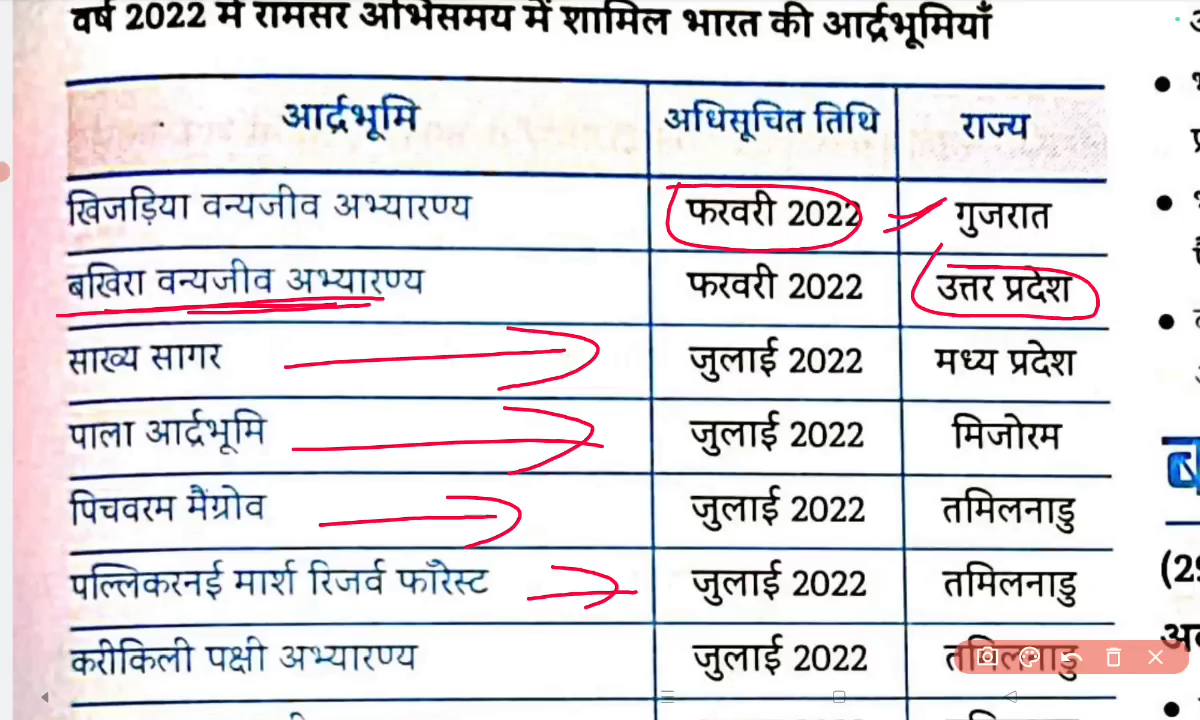 वर्ष 2022 में रामसर अभिसमय में शामिल भारत की आर्द्रभूमियाँ
आर्द्रभूमि अधिसूचित तिथि राज्य
खिजड़िया वन्यजीव अभ्यारण्य फरवरी 2022 गुजरात
बखिरा वन्यजीव अभ्यारण्य फरवरी 2022 उत्तर प्रदेश
साख्य सागर जुलाई 2022 मध्य प्रदेश
पाला आर्द्रभूमि जुलाई 2022 मिजोरम
पिचवरम मैंग्रोव जुलाई 2022 तमिलनाडु
पल्लिकरनई मार्श रिजर्व फॉरेस्ट जुलाई 2022 तमिलनाडु
करीकिली पक्षी अभ्यारण्य जुलाई 2022 तमिलनाडु